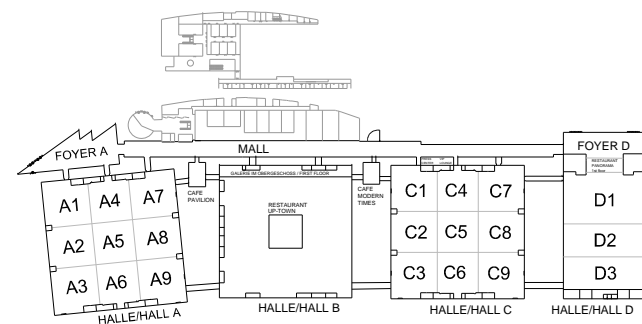 MALL
FOYER A
FOYER D
RESTAURANT
PANORAMA
1st floor
GALERIE IM OBERGESCHOSS / FIRST FLOOR
CAFE
PAVILION
CAFE
MODERN
TIMES
RESTAURANT
UP-TOWN
A1 A4 A7
A2 A5 A8
A3 A6 A9
C1 C4 C7
C2 C5 C8
C3 C6 C9
D1
D2
D3
HALLE/HALL A
HALLE/HALL B
HALLE/HALL C
HALLE/HALL D